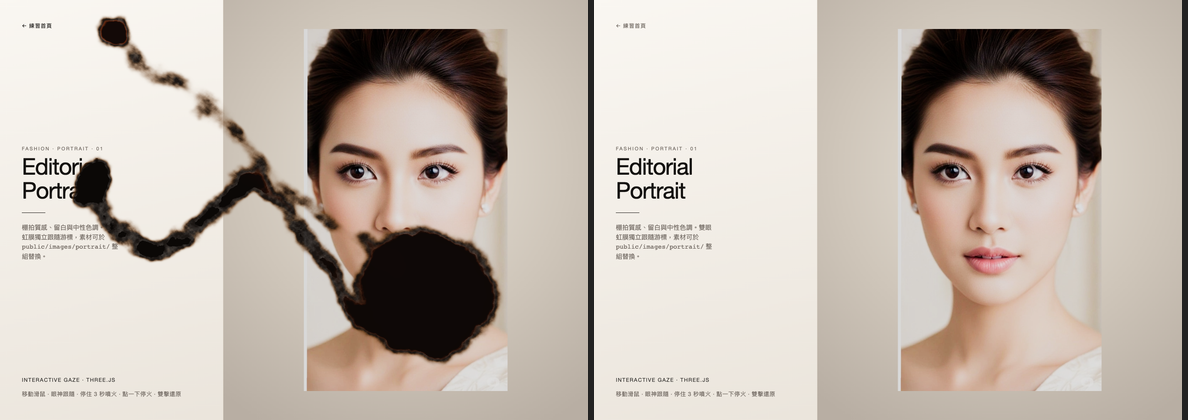 ← 練習首頁
FASHION · PORTRAIT · 01
Editori
Portra
棚拍質感、留白與中性色調。
虹膜獨立跟隨游標，素材可於
public/images/portrait/ 整
組替換。
INTERACTIVE GAZE · THREE.JS
移動滑鼠 · 眼神跟隨 · 停住 3 秒噴火 · 點一下停火 · 雙擊還原
← 練習首頁
FASHION · PORTRAIT · 01
Editorial
Portrait
棚拍質感、留白與中性色調。雙眼
虹膜獨立跟隨游標，素材可於
public/images/portrait/ 整
組替換。
INTERACTIVE GAZE · THREE.JS
移動滑鼠 · 眼神跟隨 · 停住 3 秒噴火 · 點一下停火 · 雙擊還原